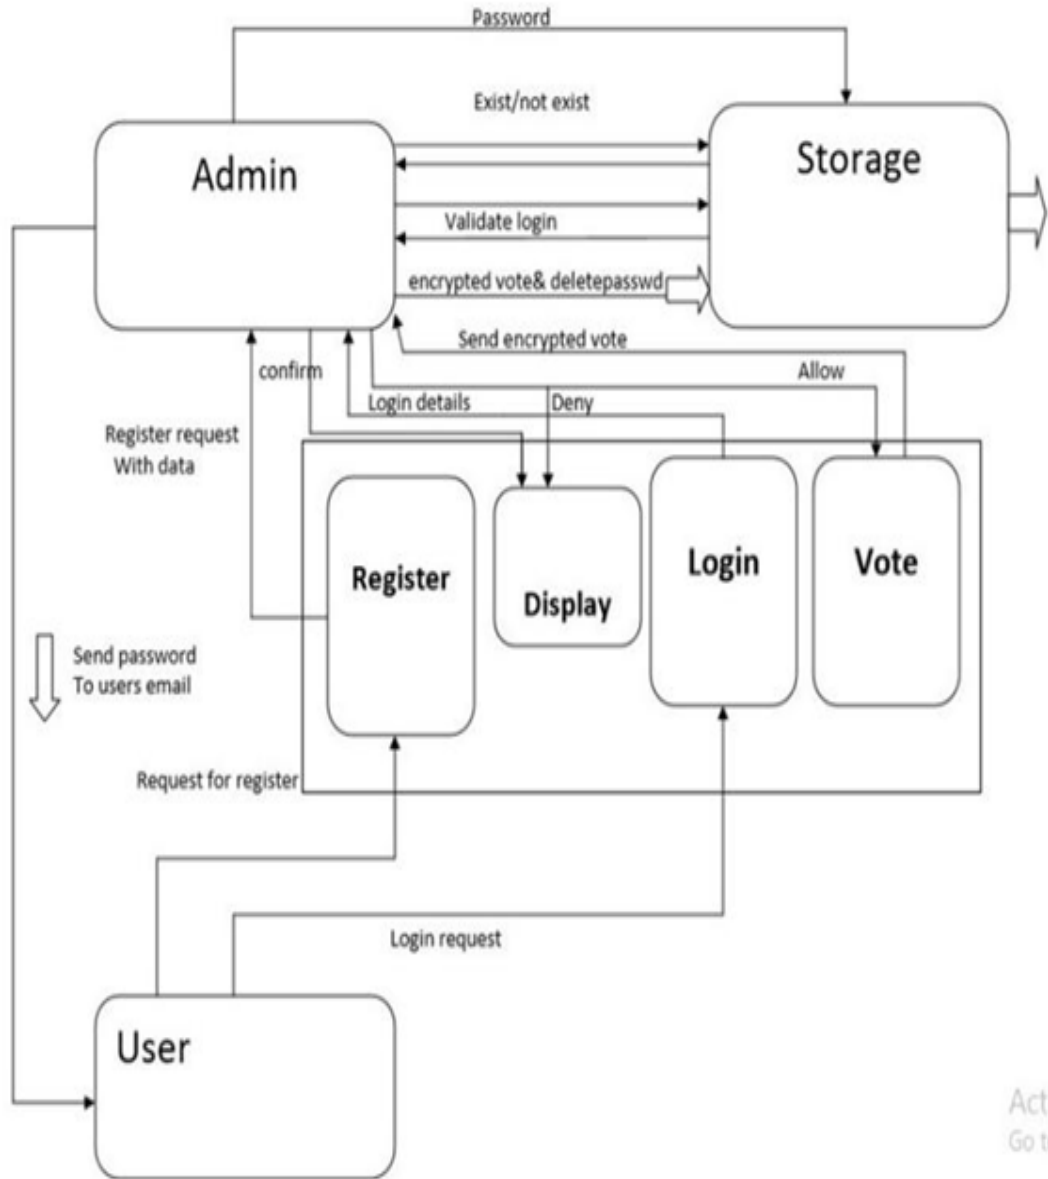 Password
Exist/not exist
Admin
Storage
Validate login
encrypted vote& deletepasswd
Send encrypted vote
confirm
Allow
Login details
Deny
Register request
With data
Register
Display
Login
Vote
Send password
To users email
Request for register
Login request
User
Act
Go t